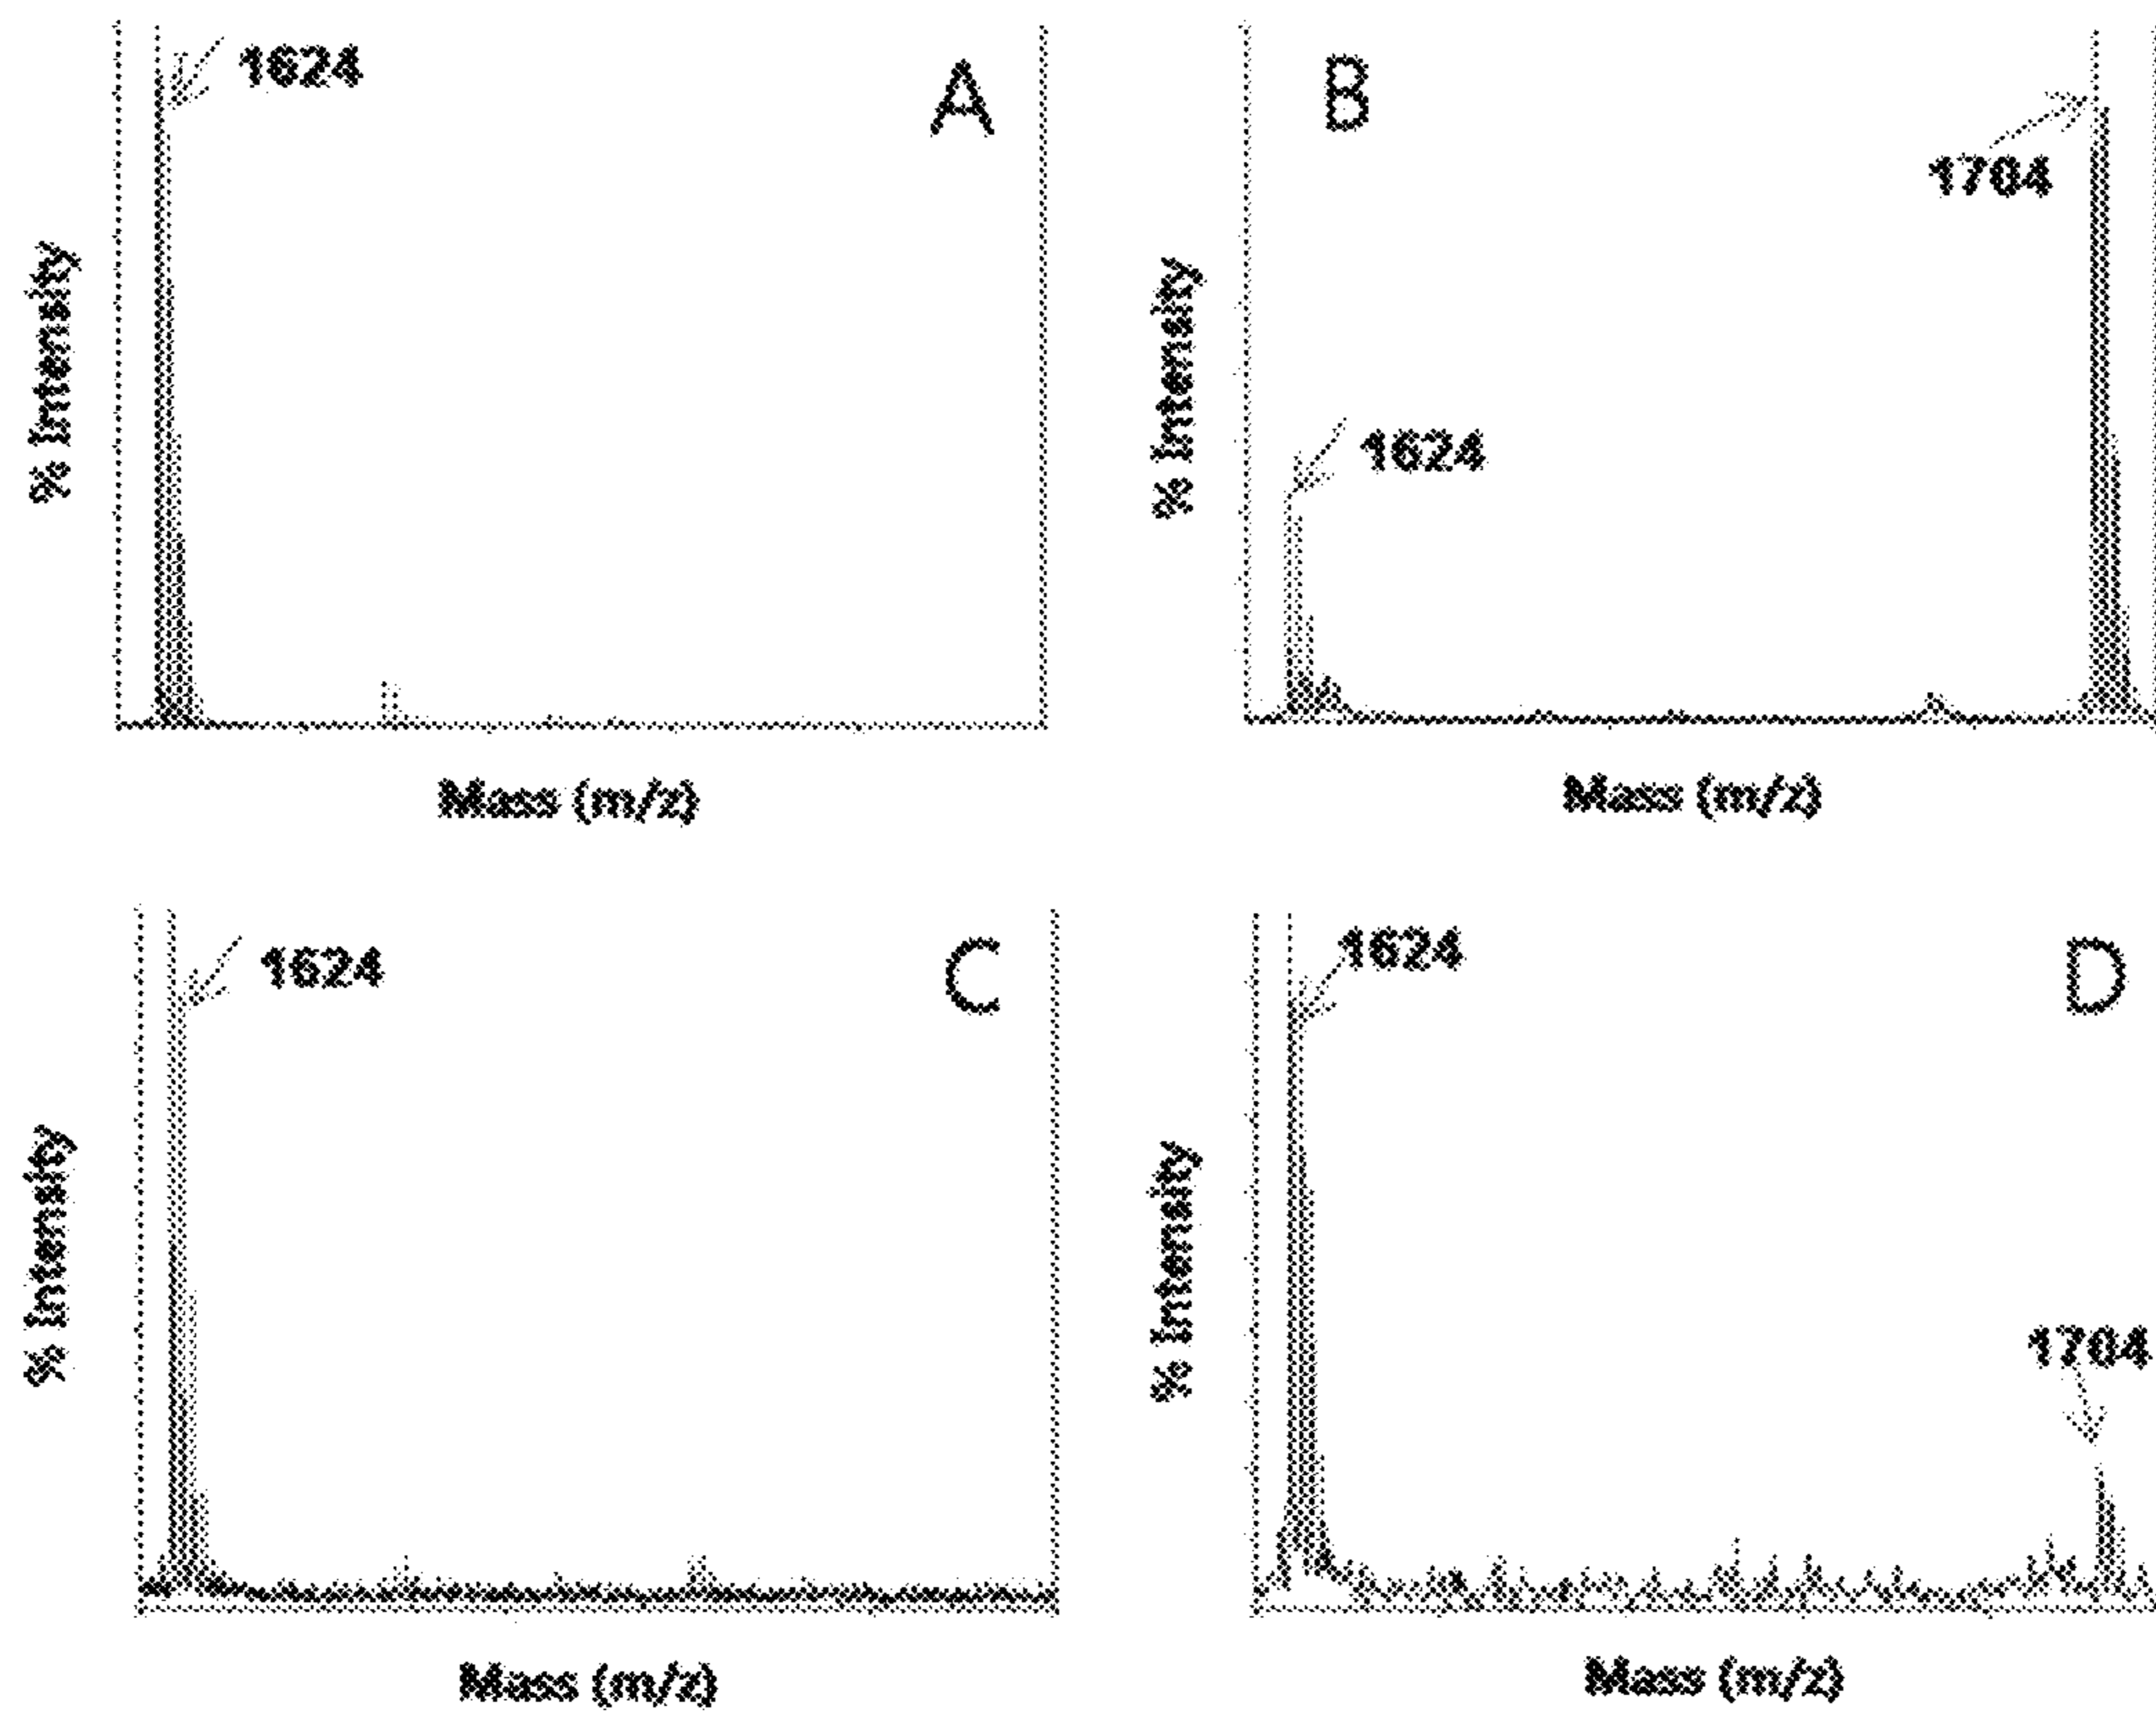 1624
A
% Intensity
Mass (m/z)
B
1704
1624
% Intensity
Mass (m/z)
1624
C
% Intensity
Mass (m/z)
1624
D
1704
% Intensity
Mass (m/z)